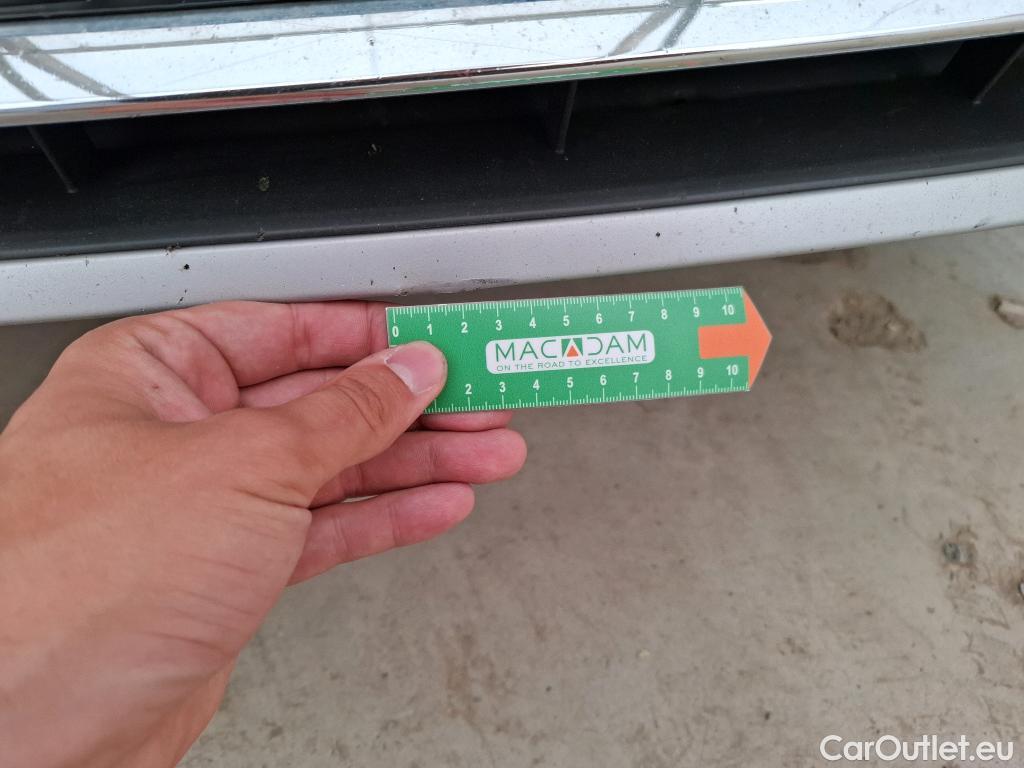 0 1 2 3 4 5 6 7 8 9 10
MACADAM
ON THE ROAD TO EXCELLENCE
2 3 4 5 6 7 8 9 10
CarOutlet.eu